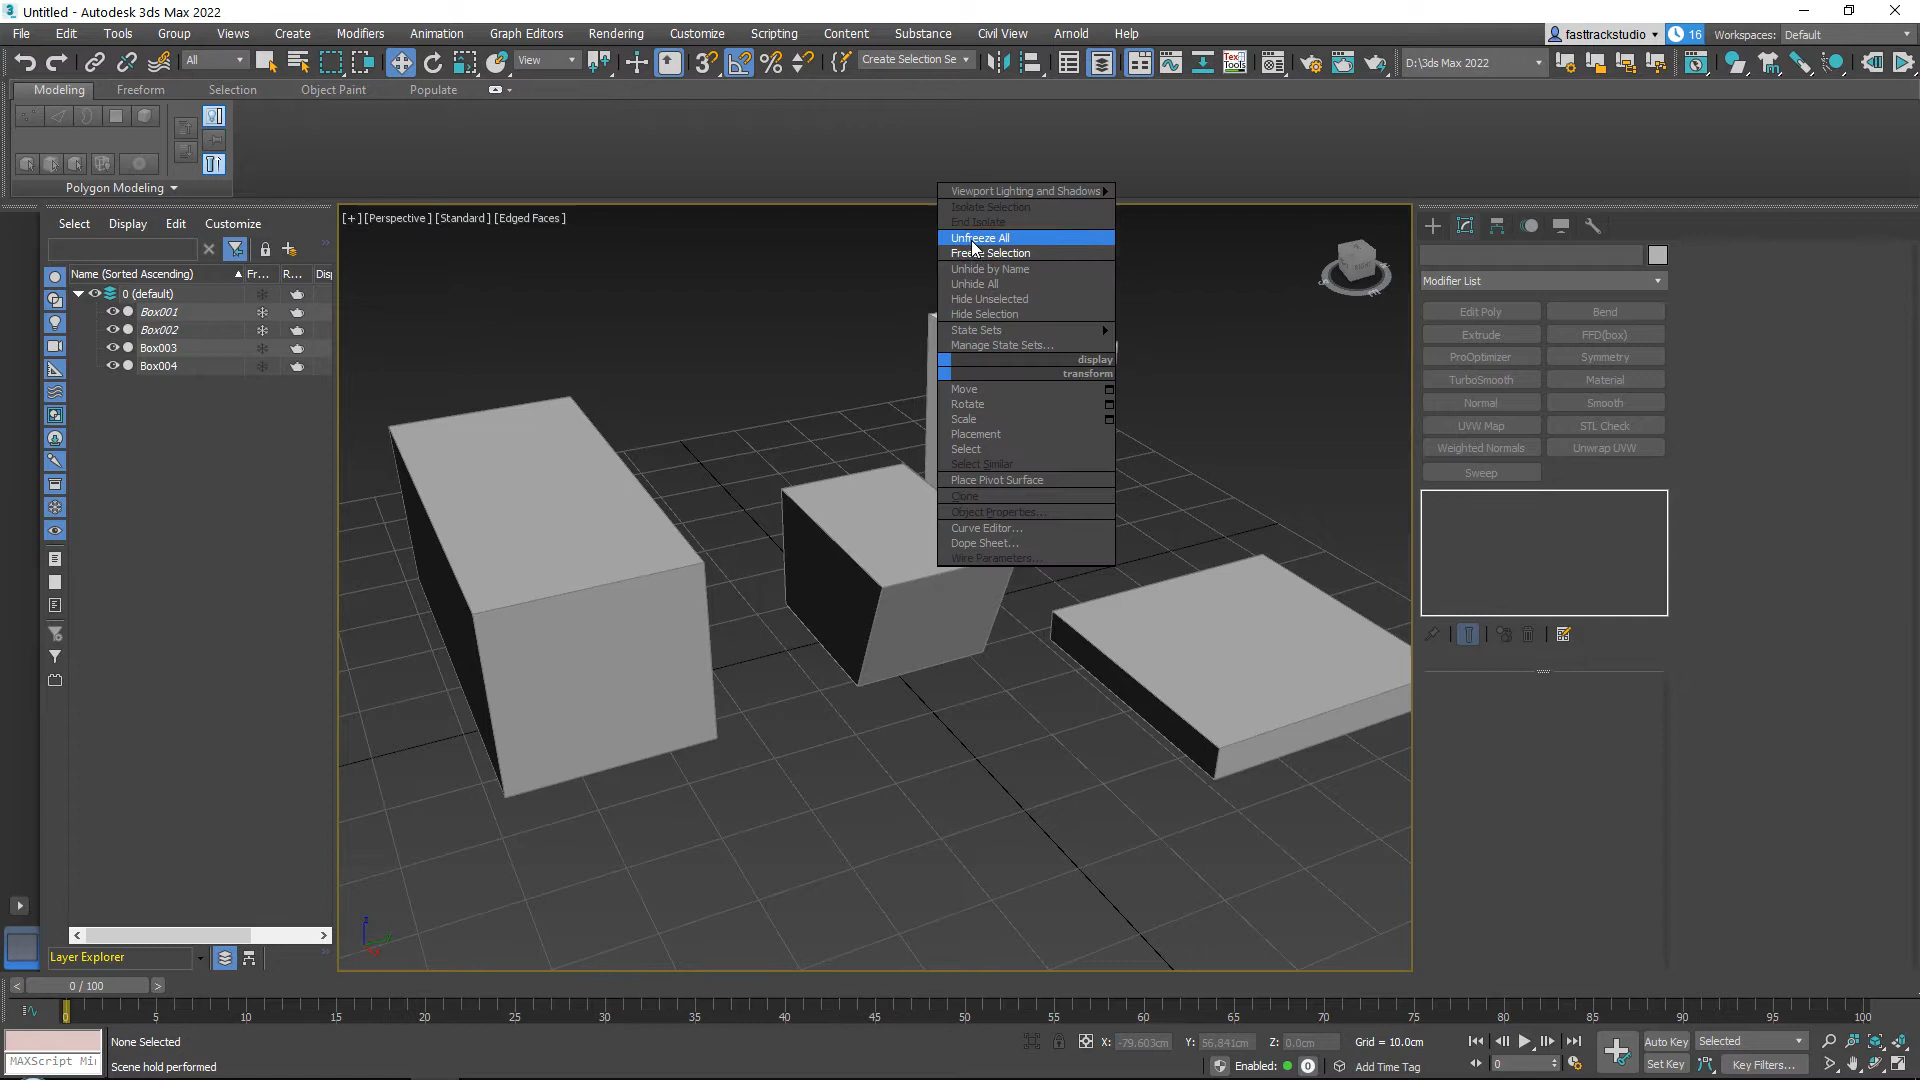 Untitled - Autodesk 3ds Max 2022
File Edit Tools Group Views Create Modifiers Animation Graph Editors Rendering Customize Scripting Content Substance Civil View Arnold Help
fasttrackstudio 16 Workspaces: Default
All View Create Selection Se D:\3ds Max 2022
Modeling Freeform Selection Object Paint Populate
Polygon Modeling
Select Display Edit Customize
Name (Sorted Ascending) Fr... R... Disp
0 (default)
Box001
Box002
Box003
Box004
Layer Explorer
[+] [Perspective] [Standard] [Edged Faces]
Viewport Lighting and Shadows
Isolate Selection
End Isolate
Unfreeze All
Freeze Selection
Unhide by Name
Unhide All
Hide Unselected
Hide Selection
State Sets
Manage State Sets...
display
transform
Move
Rotate
Scale
Placement
Select
Select Similar
Place Pivot Surface
Clone
Object Properties...
Curve Editor...
Dope Sheet...
Wire Parameters...
Modifier List
Edit Poly Bend
Extrude FFD(box)
ProOptimizer Symmetry
TurboSmooth Material
Normal Smooth
UVW Map STL Check
Weighted Normals Unwrap UVW
Sweep
z
0 / 100
0 5 10 15 20 25 30 35 40 45 50 55 60 65 70 75 80 85 90 95 100
None Selected
MAXScript Mi
Scene hold performed
X: -79.603cm Y: 56.841cm Z: 0.0cm Grid = 10.0cm
Enabled: 0 Add Time Tag
Auto Key Selected
0 Set Key Key Filters...